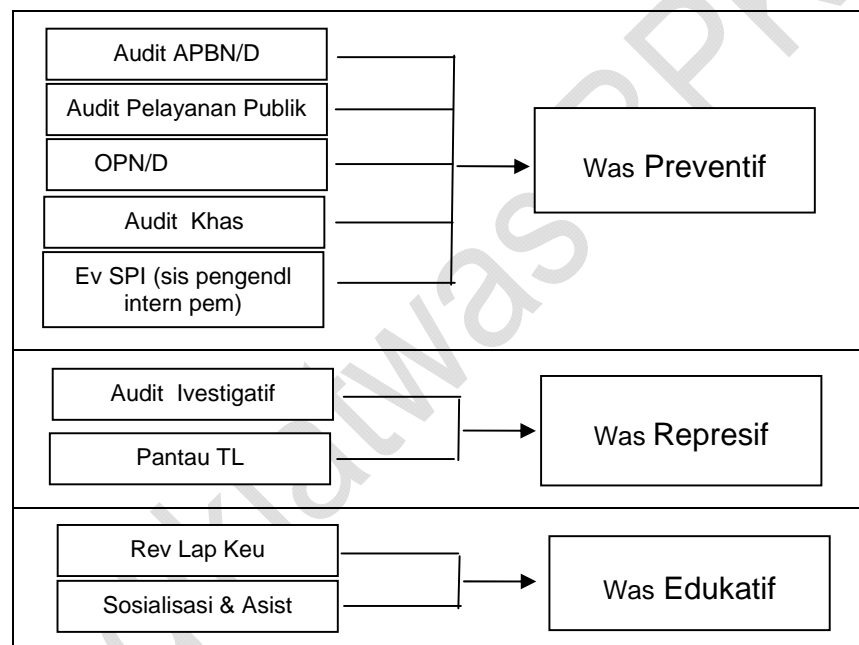 Audit APBN/D
Audit Pelayanan Publik
OPN/D
Audit Khas
Ev SPI (sis pengendl
intern pem)
Was Preventif
Audit Ivestigatif
Pantau TL
Was Represif
Rev Lap Keu
Sosialisasi & Asist
Was Edukatif